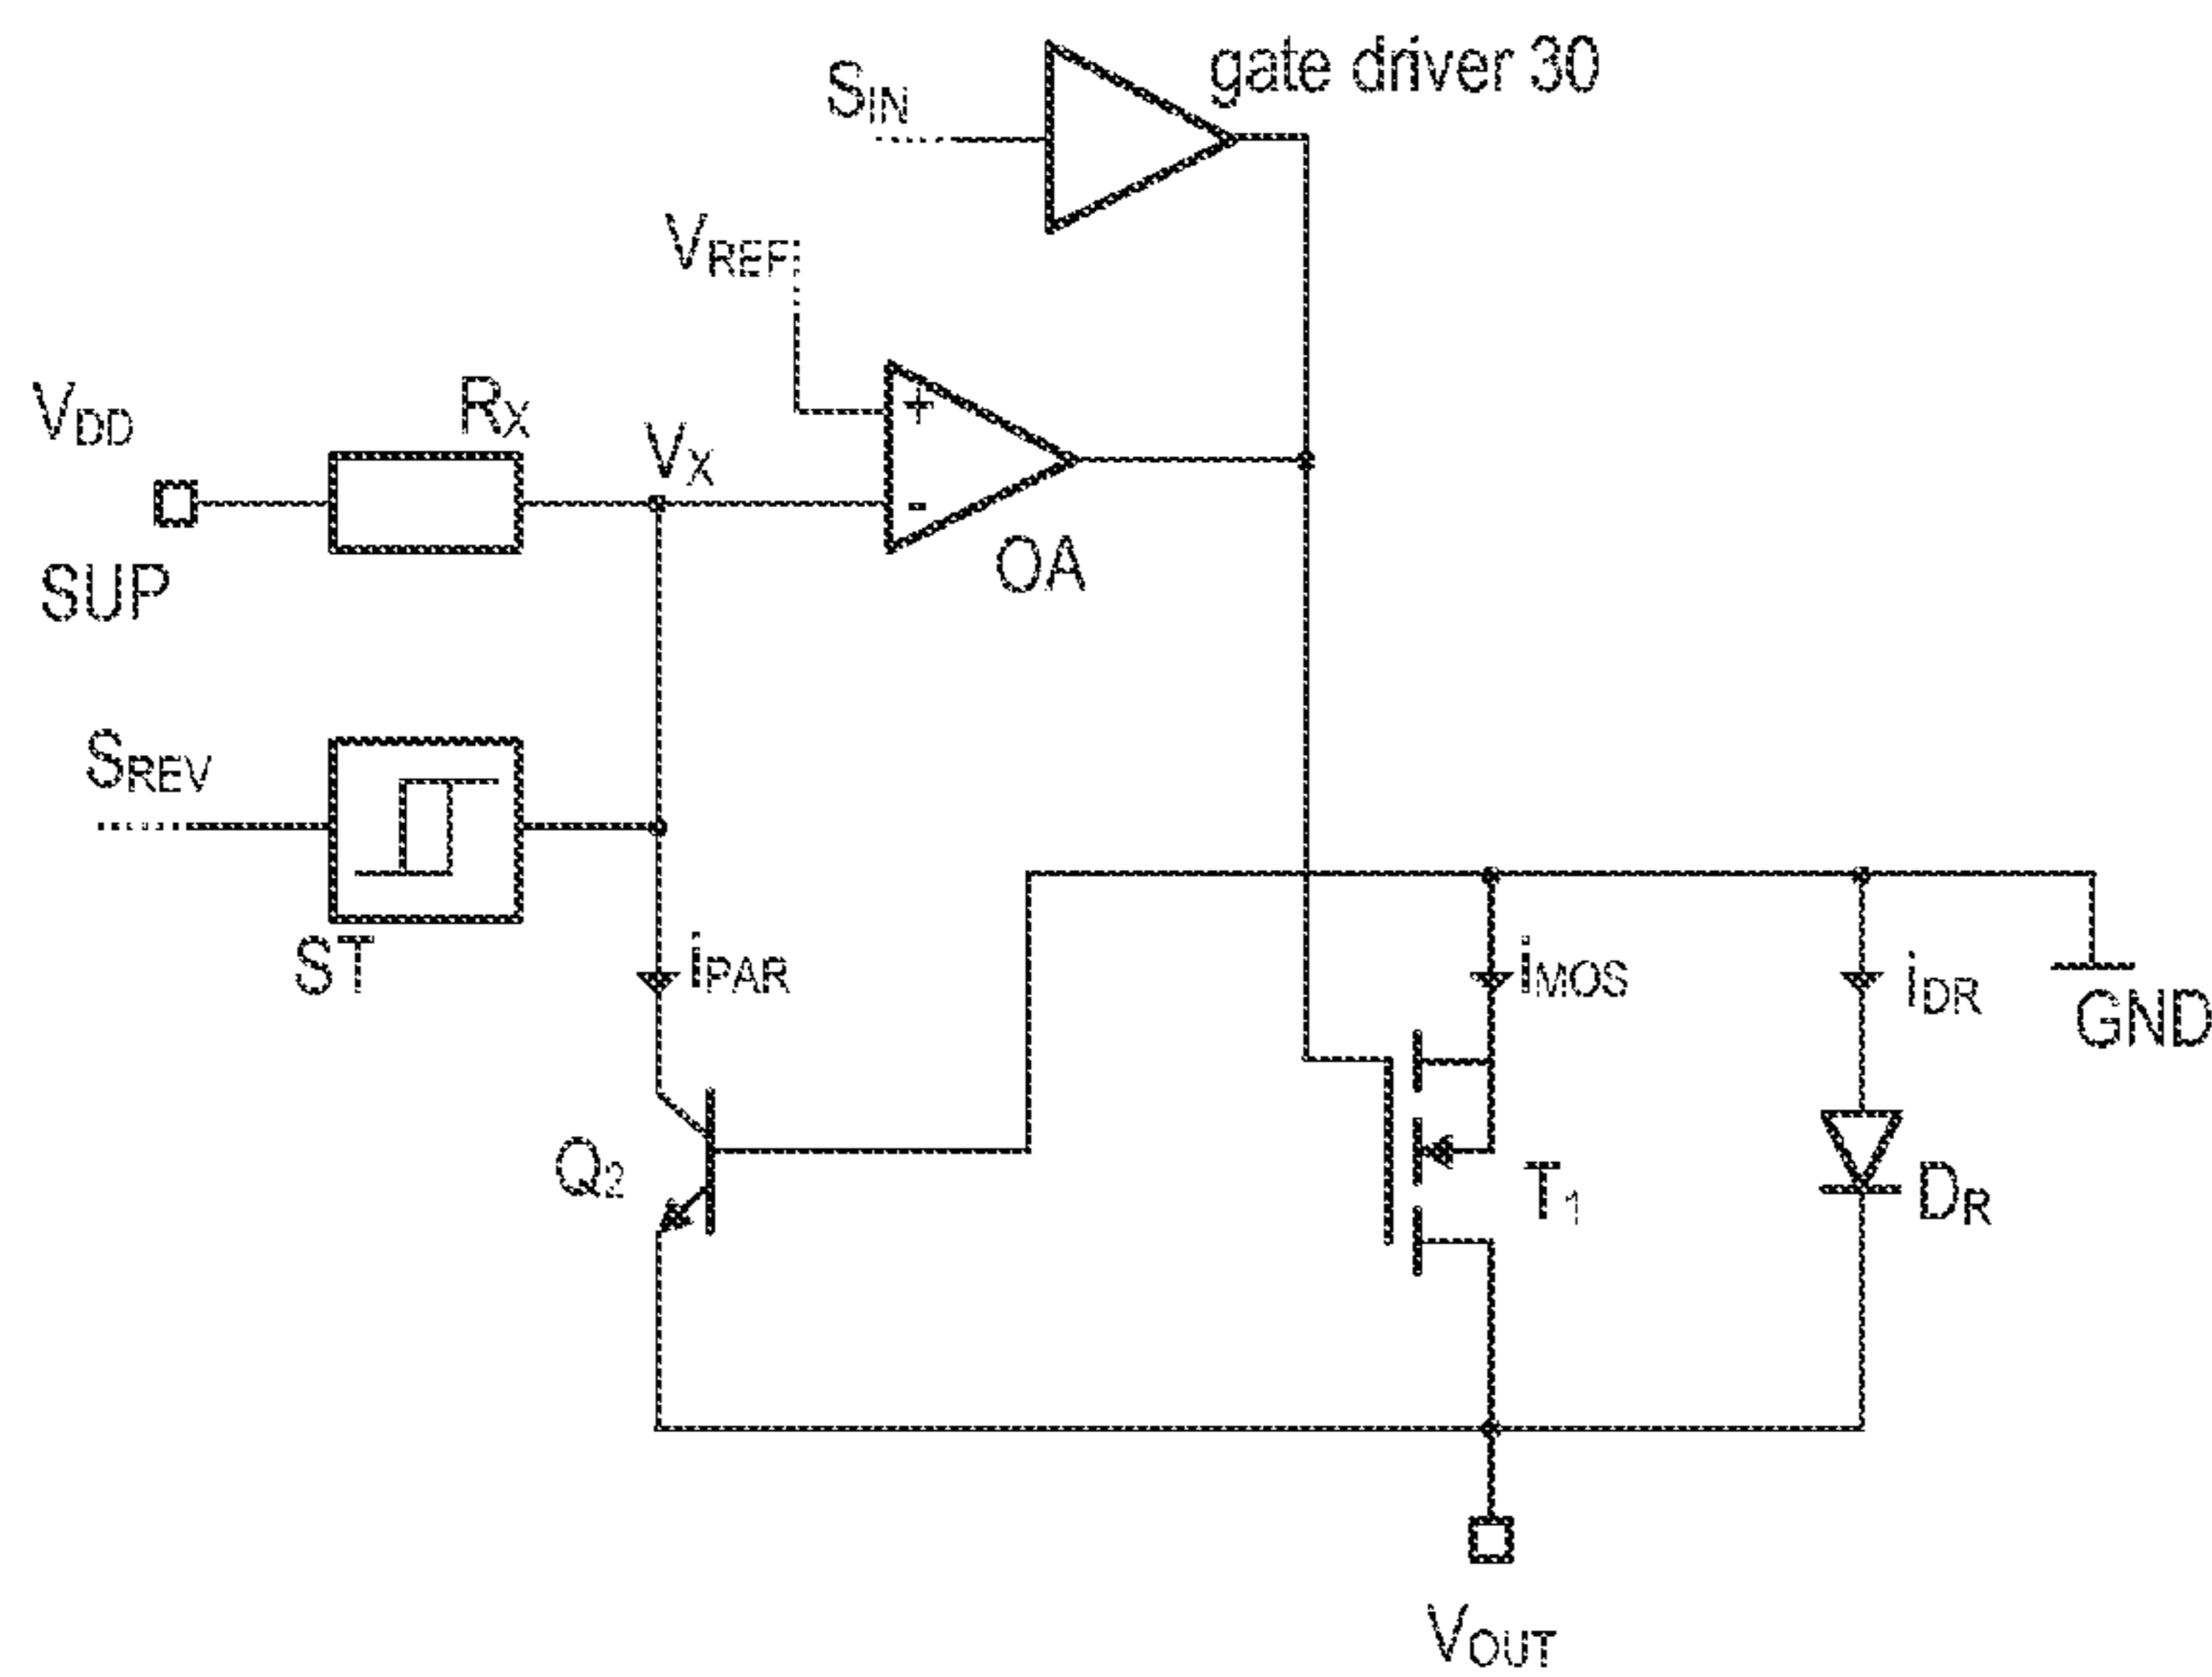 gate driver 30
SIN
VREF
VDD
RX
VX
+
-
OA
SUP
SREV
ST
iPAR
iMOS
iDR
GND
Q2
T1
DR
VOUT